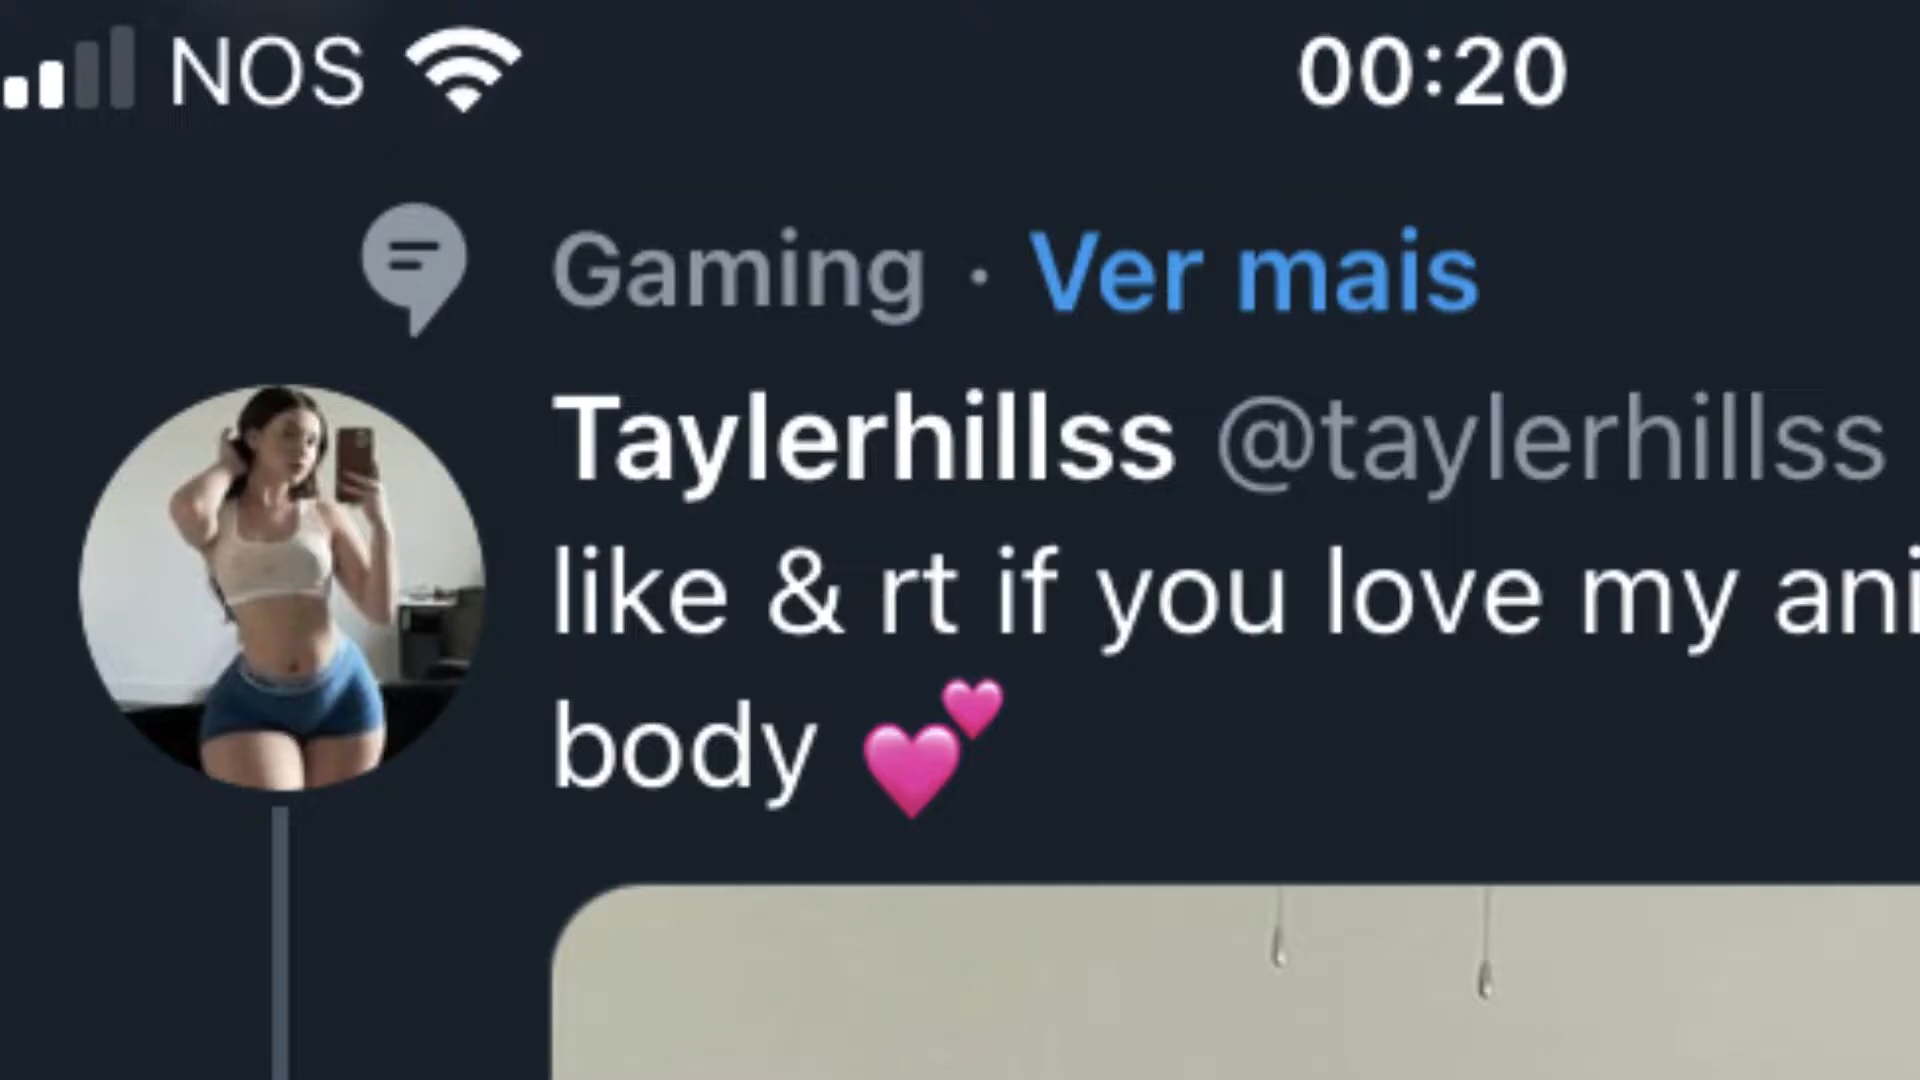 NOS 00:20
Gaming · Ver mais
Taylerhillss @taylerhillss
like & rt if you love my
body 💕